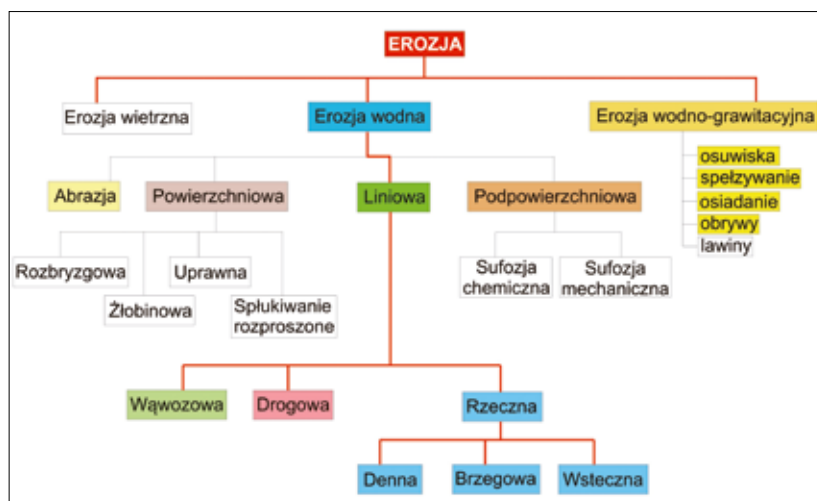 EROZJA
Erozja wietrzna
Erozja wodna
Erozja wodno-grawitacyjna
osuwiska
spełzywanie
osiadanie
obrywy
lawiny
Abrazja
Powierzchniowa
Liniowa
Podpowierzchniowa
Rozbryzgowa
Żłobinowa
Uprawna
Spłukiwanie
rozproszone
Sufozja
chemiczna
Sufozja
mechaniczna
Wąwozowa
Drogowa
Rzeczna
Denna
Brzegowa
Wsteczna